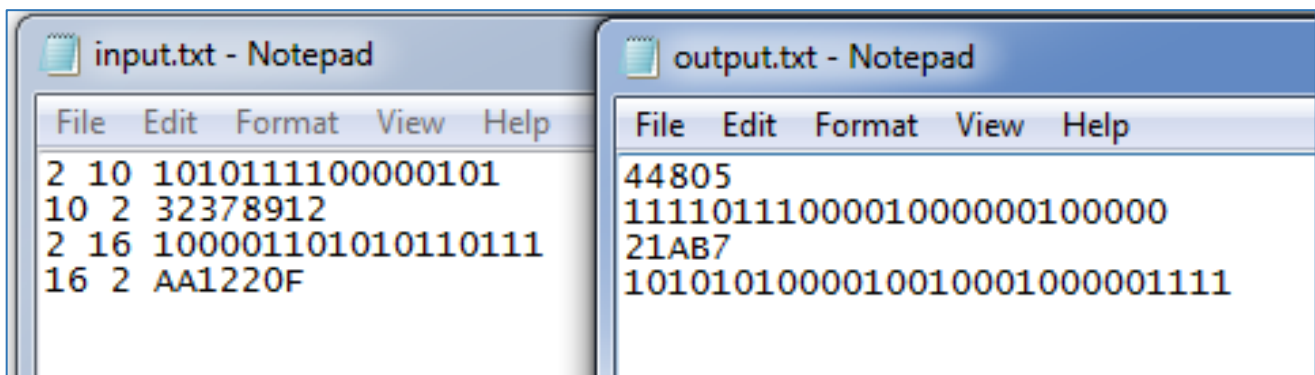 input.txt - Notepad
File Edit Format View Help
2 10 1010111100000101
10 2 32378912
2 16 100001101010110111
16 2 AA1220F
output.txt - Notepad
File Edit Format View Help
44805
1111011100001000000100000
21AB7
1010101000010010001000001111